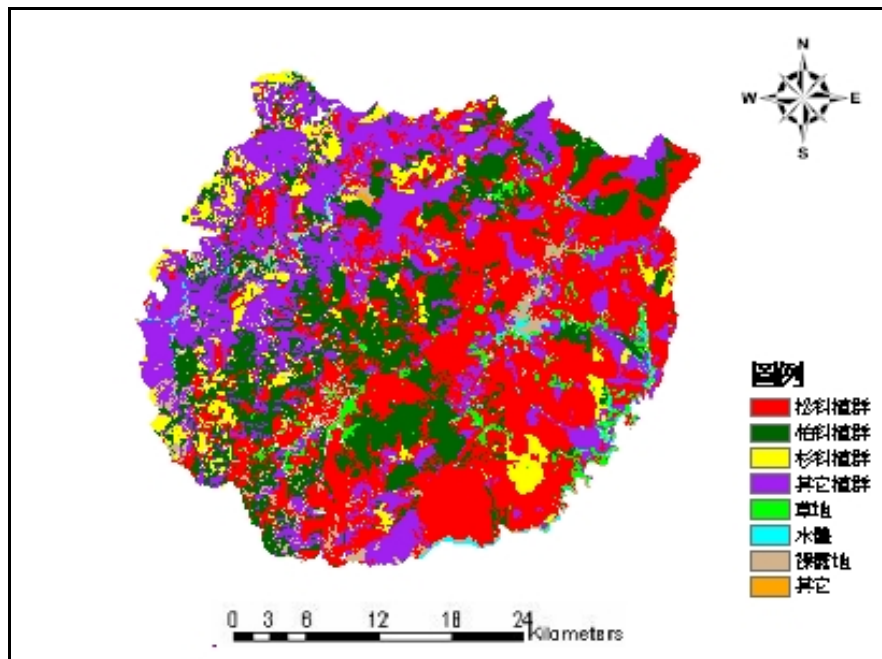 N
W E
S
圖例
松科植群
柏科植群
杉科植群
其它植群
草地
水體
裸露地
其它
0 3 6 12 18 24
Kilometers